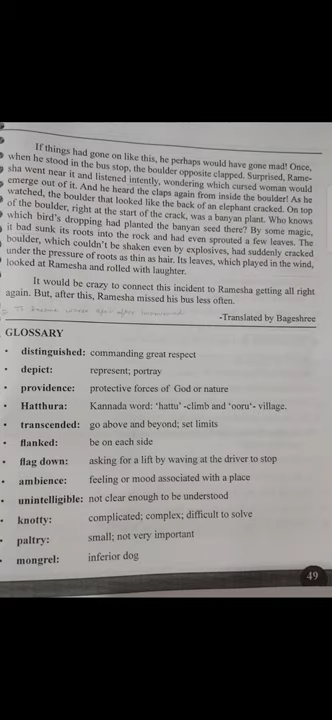 If things had gone on like this, he perhaps would have gone mad! Once,
when he stood in the bus stop, the boulder opposite clapped. Surprised, Rame-
sha went near it and listened intently, wondering which cursed woman would
emerge out of it. And he heard the claps again from inside the boulder! As he
watched, the boulder that looked like the back of an elephant cracked. On top
of the boulder, right at the start of the crack, was a banyan plant. Who knows
which bird's dropping had planted the banyan seed there? By some magic,
it had sunk its roots into the rock and had even sprouted a few leaves. The
boulder, which couldn't be shaken even by explosives, had suddenly cracked
under the pressure of roots as thin as hair. Its leaves, which played in the wind,
looked at Ramesha and rolled with laughter.
It would be crazy to connect this incident to Ramesha getting all right
again. But, after this, Ramesha missed his bus less often.
-Translated by Bageshree
GLOSSARY
• distinguished: commanding great respect
• depict: represent; portray
• providence: protective forces of God or nature
• Hatthura: Kannada word: 'hattu' -climb and 'ooru'- village.
• transcended: go above and beyond; set limits
• flanked: be on each side
• flag down: asking for a lift by waving at the driver to stop
• ambience: feeling or mood associated with a place
• unintelligible: not clear enough to be understood
• knotty: complicated; complex; difficult to solve
• paltry: small; not very important
• mongrel: inferior dog
49